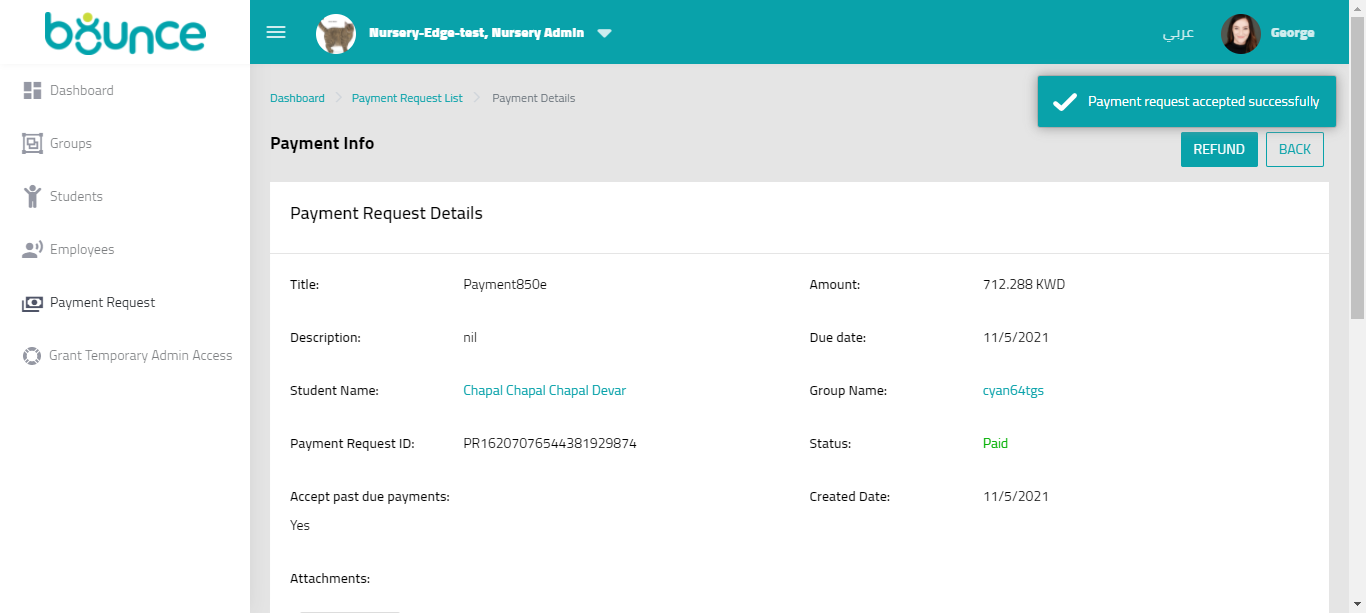 bounce
Nursery-Edge-test, Nursery Admin
عربي
George
Dashboard
Groups
Students
Employees
Payment Request
Grant Temporary Admin Access
Dashboard
Payment Request List
Payment Details
Payment request accepted successfully
Payment Info
REFUND
BACK
Payment Request Details
Title: Payment850e
Amount: 712.288 KWD
Description: nil
Due date: 11/5/2021
Student Name: Chapal Chapal Chapal Devar
Group Name: cyan64tgs
Payment Request ID: PR16207076544381929874
Status: Paid
Accept past due payments:
Yes
Created Date: 11/5/2021
Attachments: